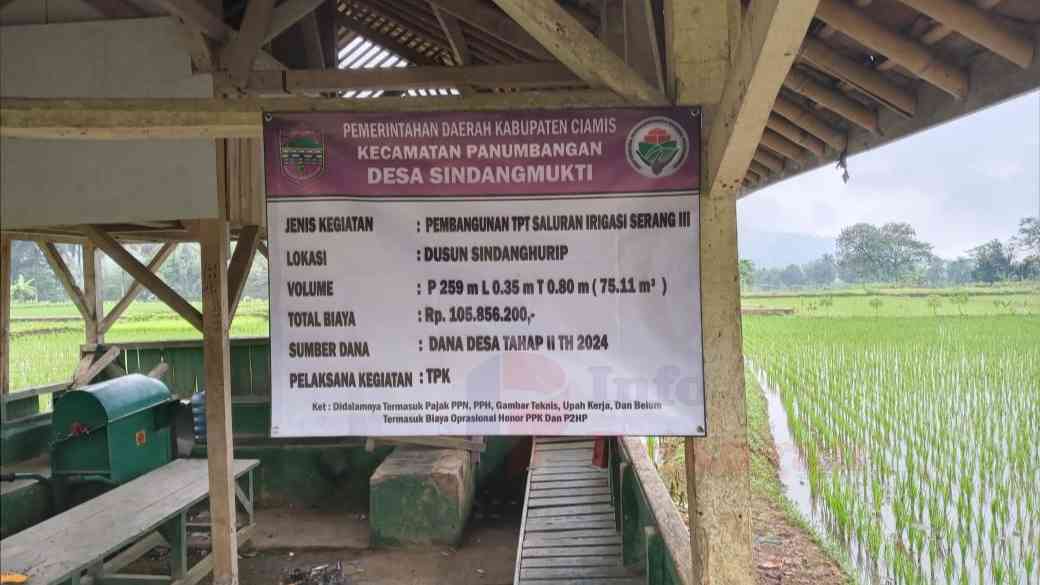 PEMERINTAHAN DAERAH KABUPATEN CIAMIS
KECAMATAN PANUMBANGAN
DESA SINDANGMUKTI
JENIS KEGIATAN : PEMBANGUNAN TPT SALURAN IRIGASI SERANG III
LOKASI : DUSUN SINDANGHURIP
VOLUME : P 259 m L 0.35 m T 0.80 m ( 75.11 m³ )
TOTAL BIAYA : Rp. 105.856.200,-
SUMBER DANA : DANA DESA TAHAP II TH 2024
PELAKSANA KEGIATAN : TPK
Ket : Didalamnya Termasuk Pajak PPN, PPH, Gambar Teknis, Upah Kerja, Dan Belum
Termasuk Biaya Oprasional Honor PPK Dan P2HP